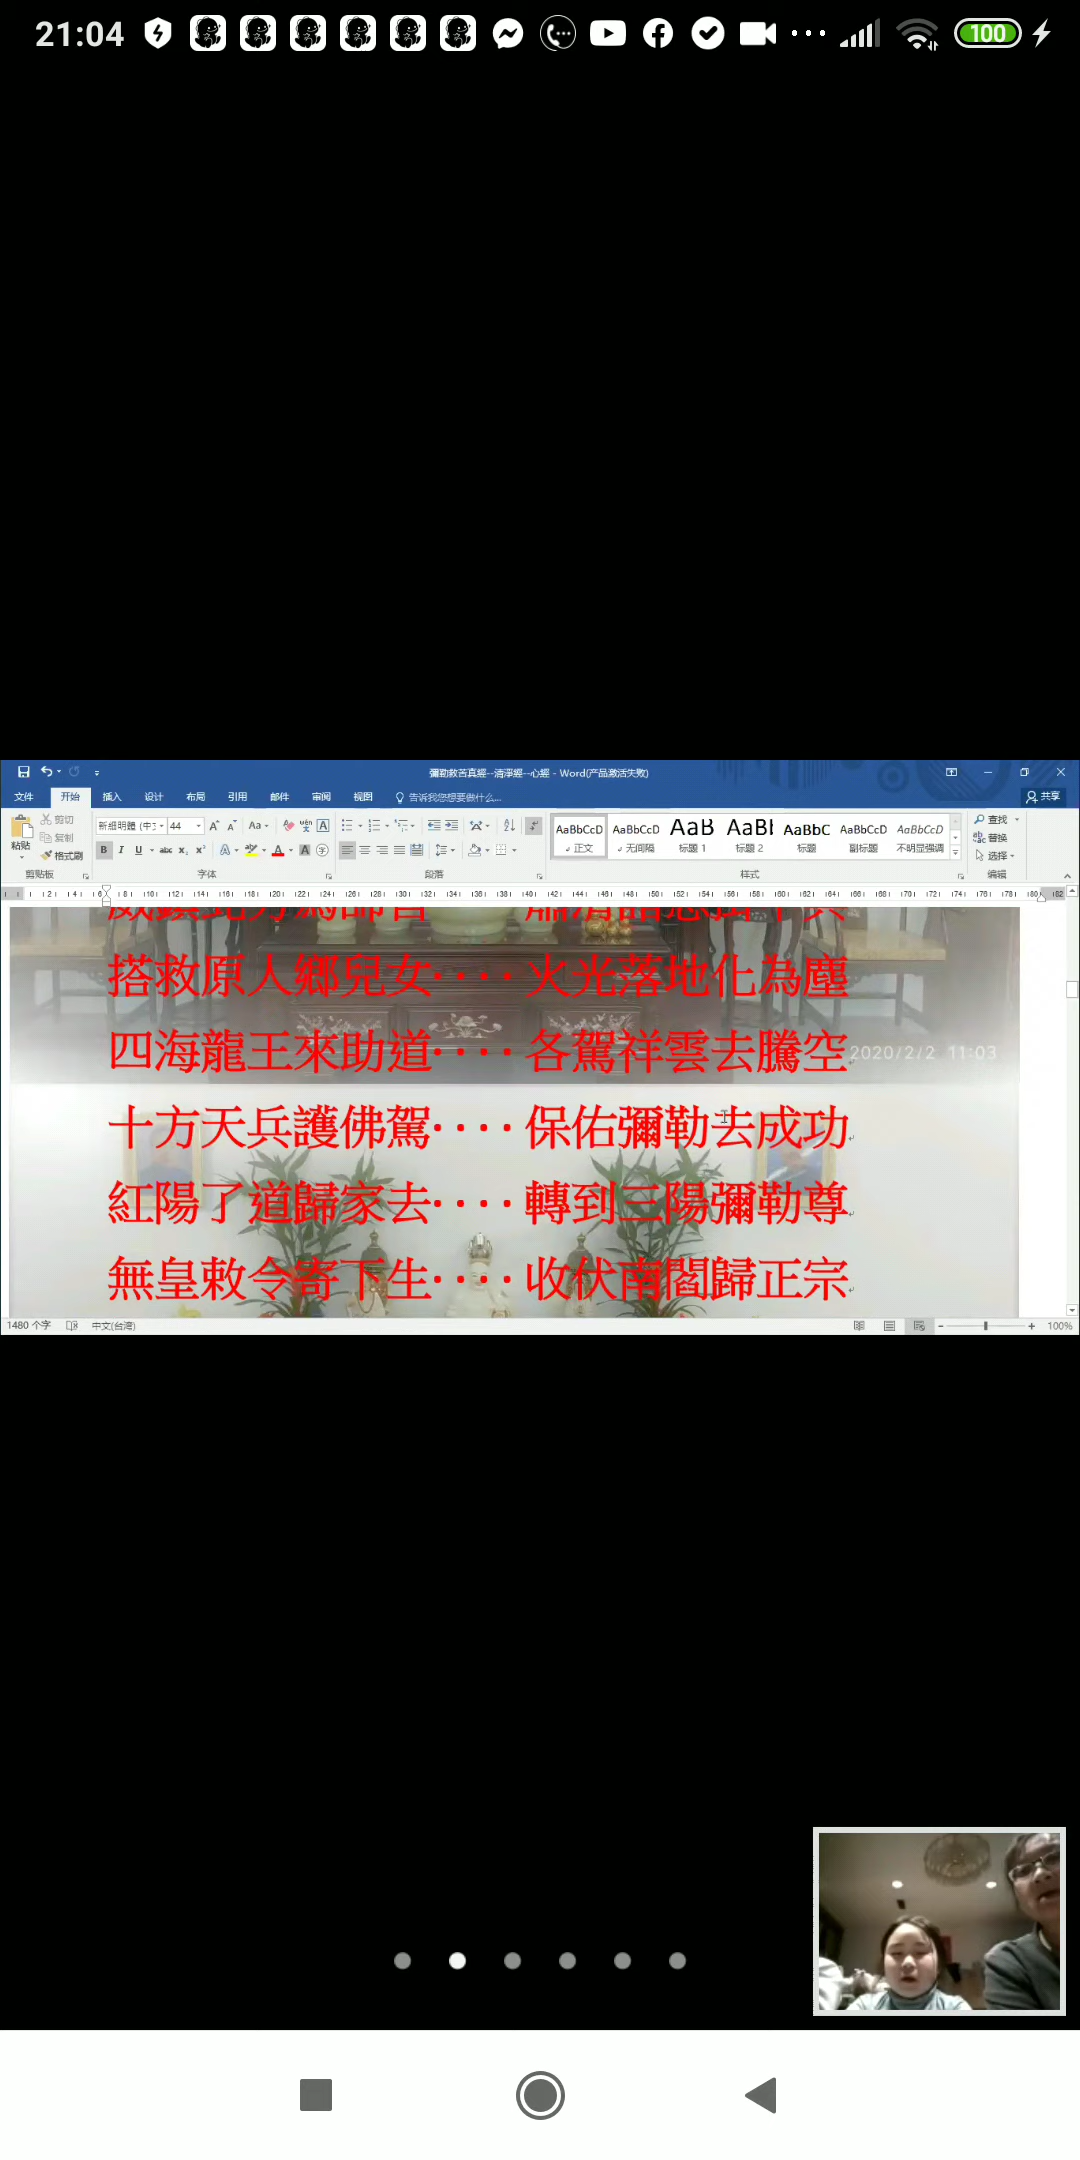 21:04
100
彌勒救苦真經--清淨經--心經 - Word(产品激活失败)
文件 开始 插入 设计 布局 引用 邮件 审阅 视图 告诉我您想要做什么... 共享
粘贴 剪切 复制 格式刷
新細明體 (中文 44
AaBbCcD AaBbCcD AaB AaBl AaBbC AaBbCcD AaBbCcD
正文 无间隔 标题 1 标题 2 标题 副标题 不明显强调
查找 替换 选择
剪贴板 字体 段落 样式 编辑
搭救原人鄉兒女‥‥火光落地化為塵
四海龍王來助道‥‥各駕祥雲去騰空
2020/2/2 11:03
十方天兵護佛駕‥‥保佑彌勒去成功
紅陽了道歸家去‥‥轉到三陽彌勒尊
無皇敕令寄下生‥‥收伏南閻歸正宗
1480 个字 中文(台湾) 100%